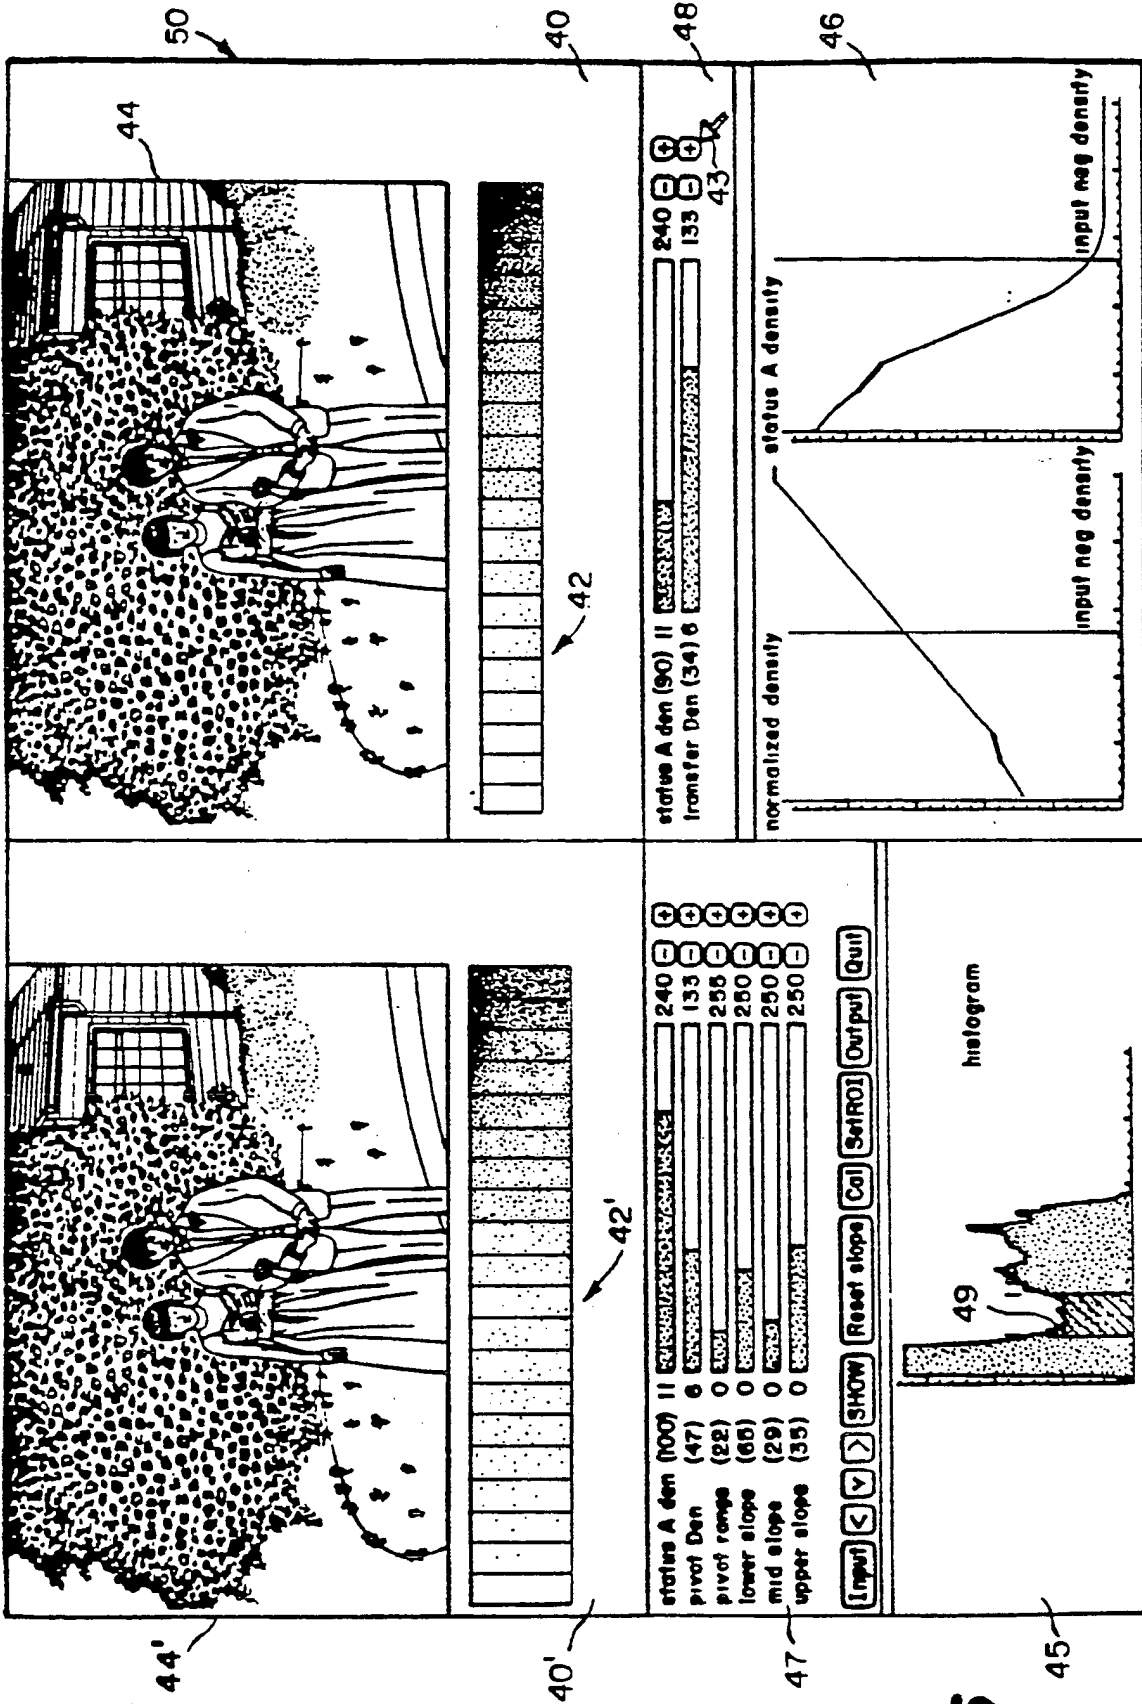 44'
44
50
42'
42
40'
40
status A den (100) 11 240 - +
pivot Den (47) 6 133 - +
pivot range (22) 0 255 - +
lower slope (65) 0 250 - +
mid slope (29) 0 250 - +
upper slope (35) 0 250 - +
47
Input < v > SHOW Reset slope Cal SetROI Output Quit
status A den (90) 11 240 - +
transfer Den (34) 6 133 - +
43
48
49
histogram
45
normalized density
status A density
46
input neg density
input neg density